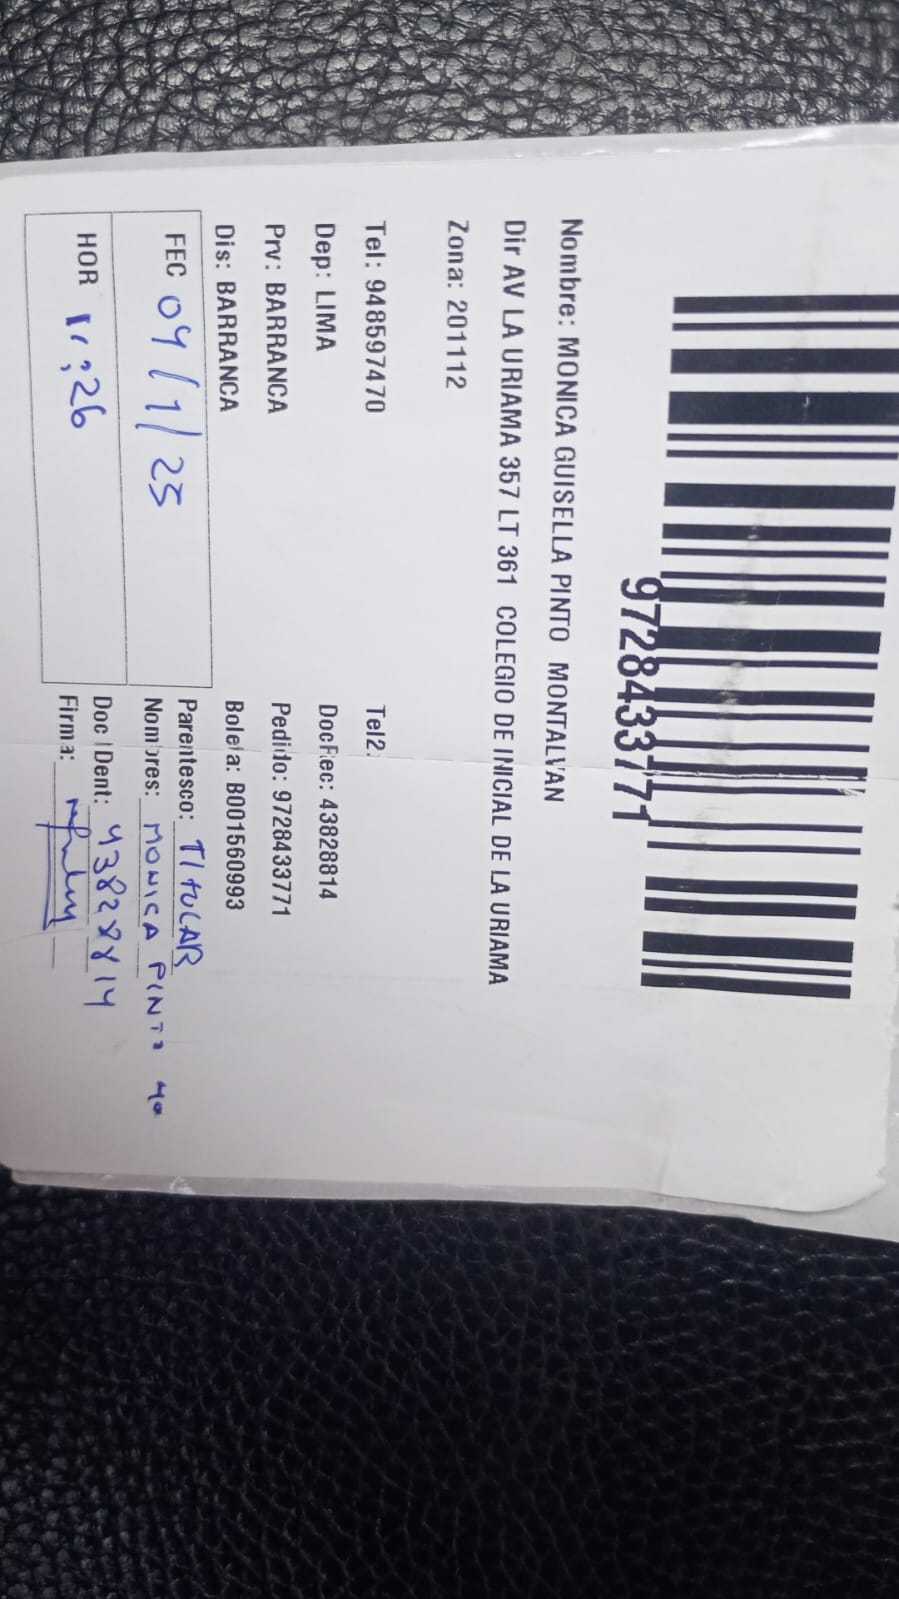 9728433771
Nombre: MONICA GUISELLA PINTO MONTALVAN
Dir AV LA URIAMA 357 LT 361 COLEGIO DE INICIAL DE LA URIAMA
Zona: 201112
Tel: 948597470 Tel2:
Dep: LIMA DocRec: 43828814
Prv: BARRANCA Pedido: 9728433771
Dis: BARRANCA Boleta: B001560993
FEC 09/1/25 Parentesco: TITULAR
Nombres: MONICA PINTO
HOR 11:26 Doc IDent: 43828814
Firma: